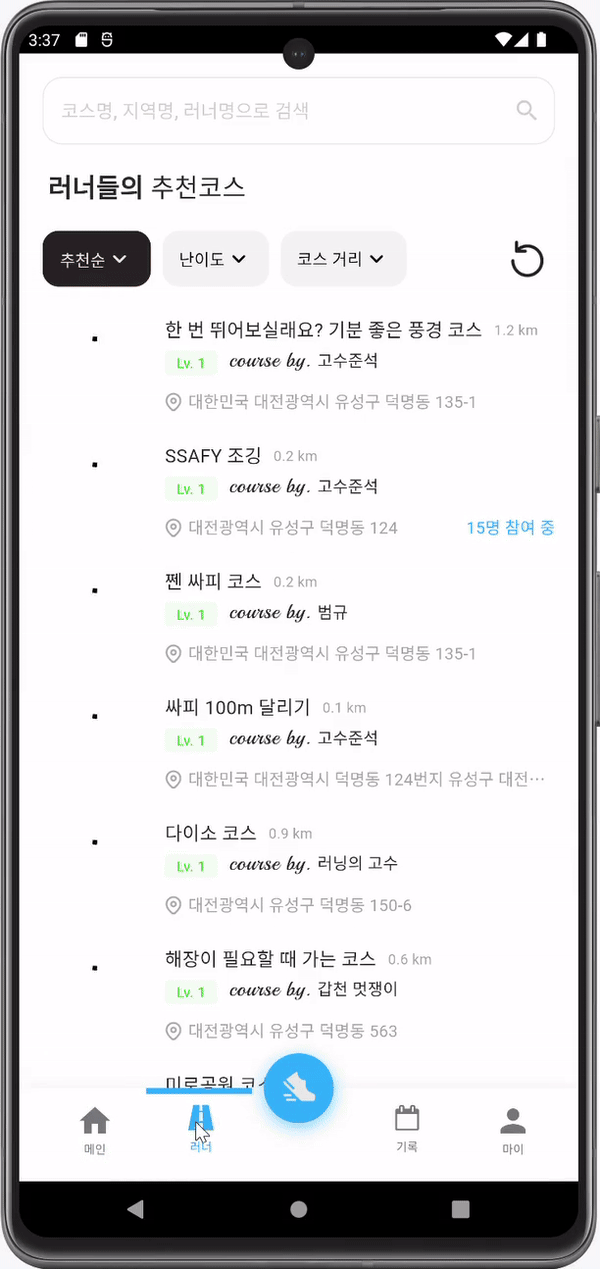 3:37
코스명, 지역명, 러너명으로 검색
러너들의 추천코스
추천순 난이도 코스 거리
한 번 뛰어보실래요? 기분 좋은 풍경 코스 1.2 km
Lv. 1 course by. 고수준석
대한민국 대전광역시 유성구 덕명동 135-1
SSAFY 조깅 0.2 km
Lv. 1 course by. 고수준석
대전광역시 유성구 덕명동 124 15명 참여 중
쩬 싸피 코스 0.2 km
Lv. 1 course by. 범규
대한민국 대전광역시 유성구 덕명동 135-1
싸피 100m 달리기 0.1 km
Lv. 1 course by. 고수준석
대한민국 대전광역시 덕명동 124번지 유성구 대전…
다이소 코스 0.9 km
Lv. 1 course by. 러닝의 고수
대전광역시 유성구 덕명동 150-6
해장이 필요할 때 가는 코스 0.6 km
Lv. 1 course by. 갑천 멋쟁이
대전광역시 유성구 덕명동 563
미로공원
메인 러너 기록 마이